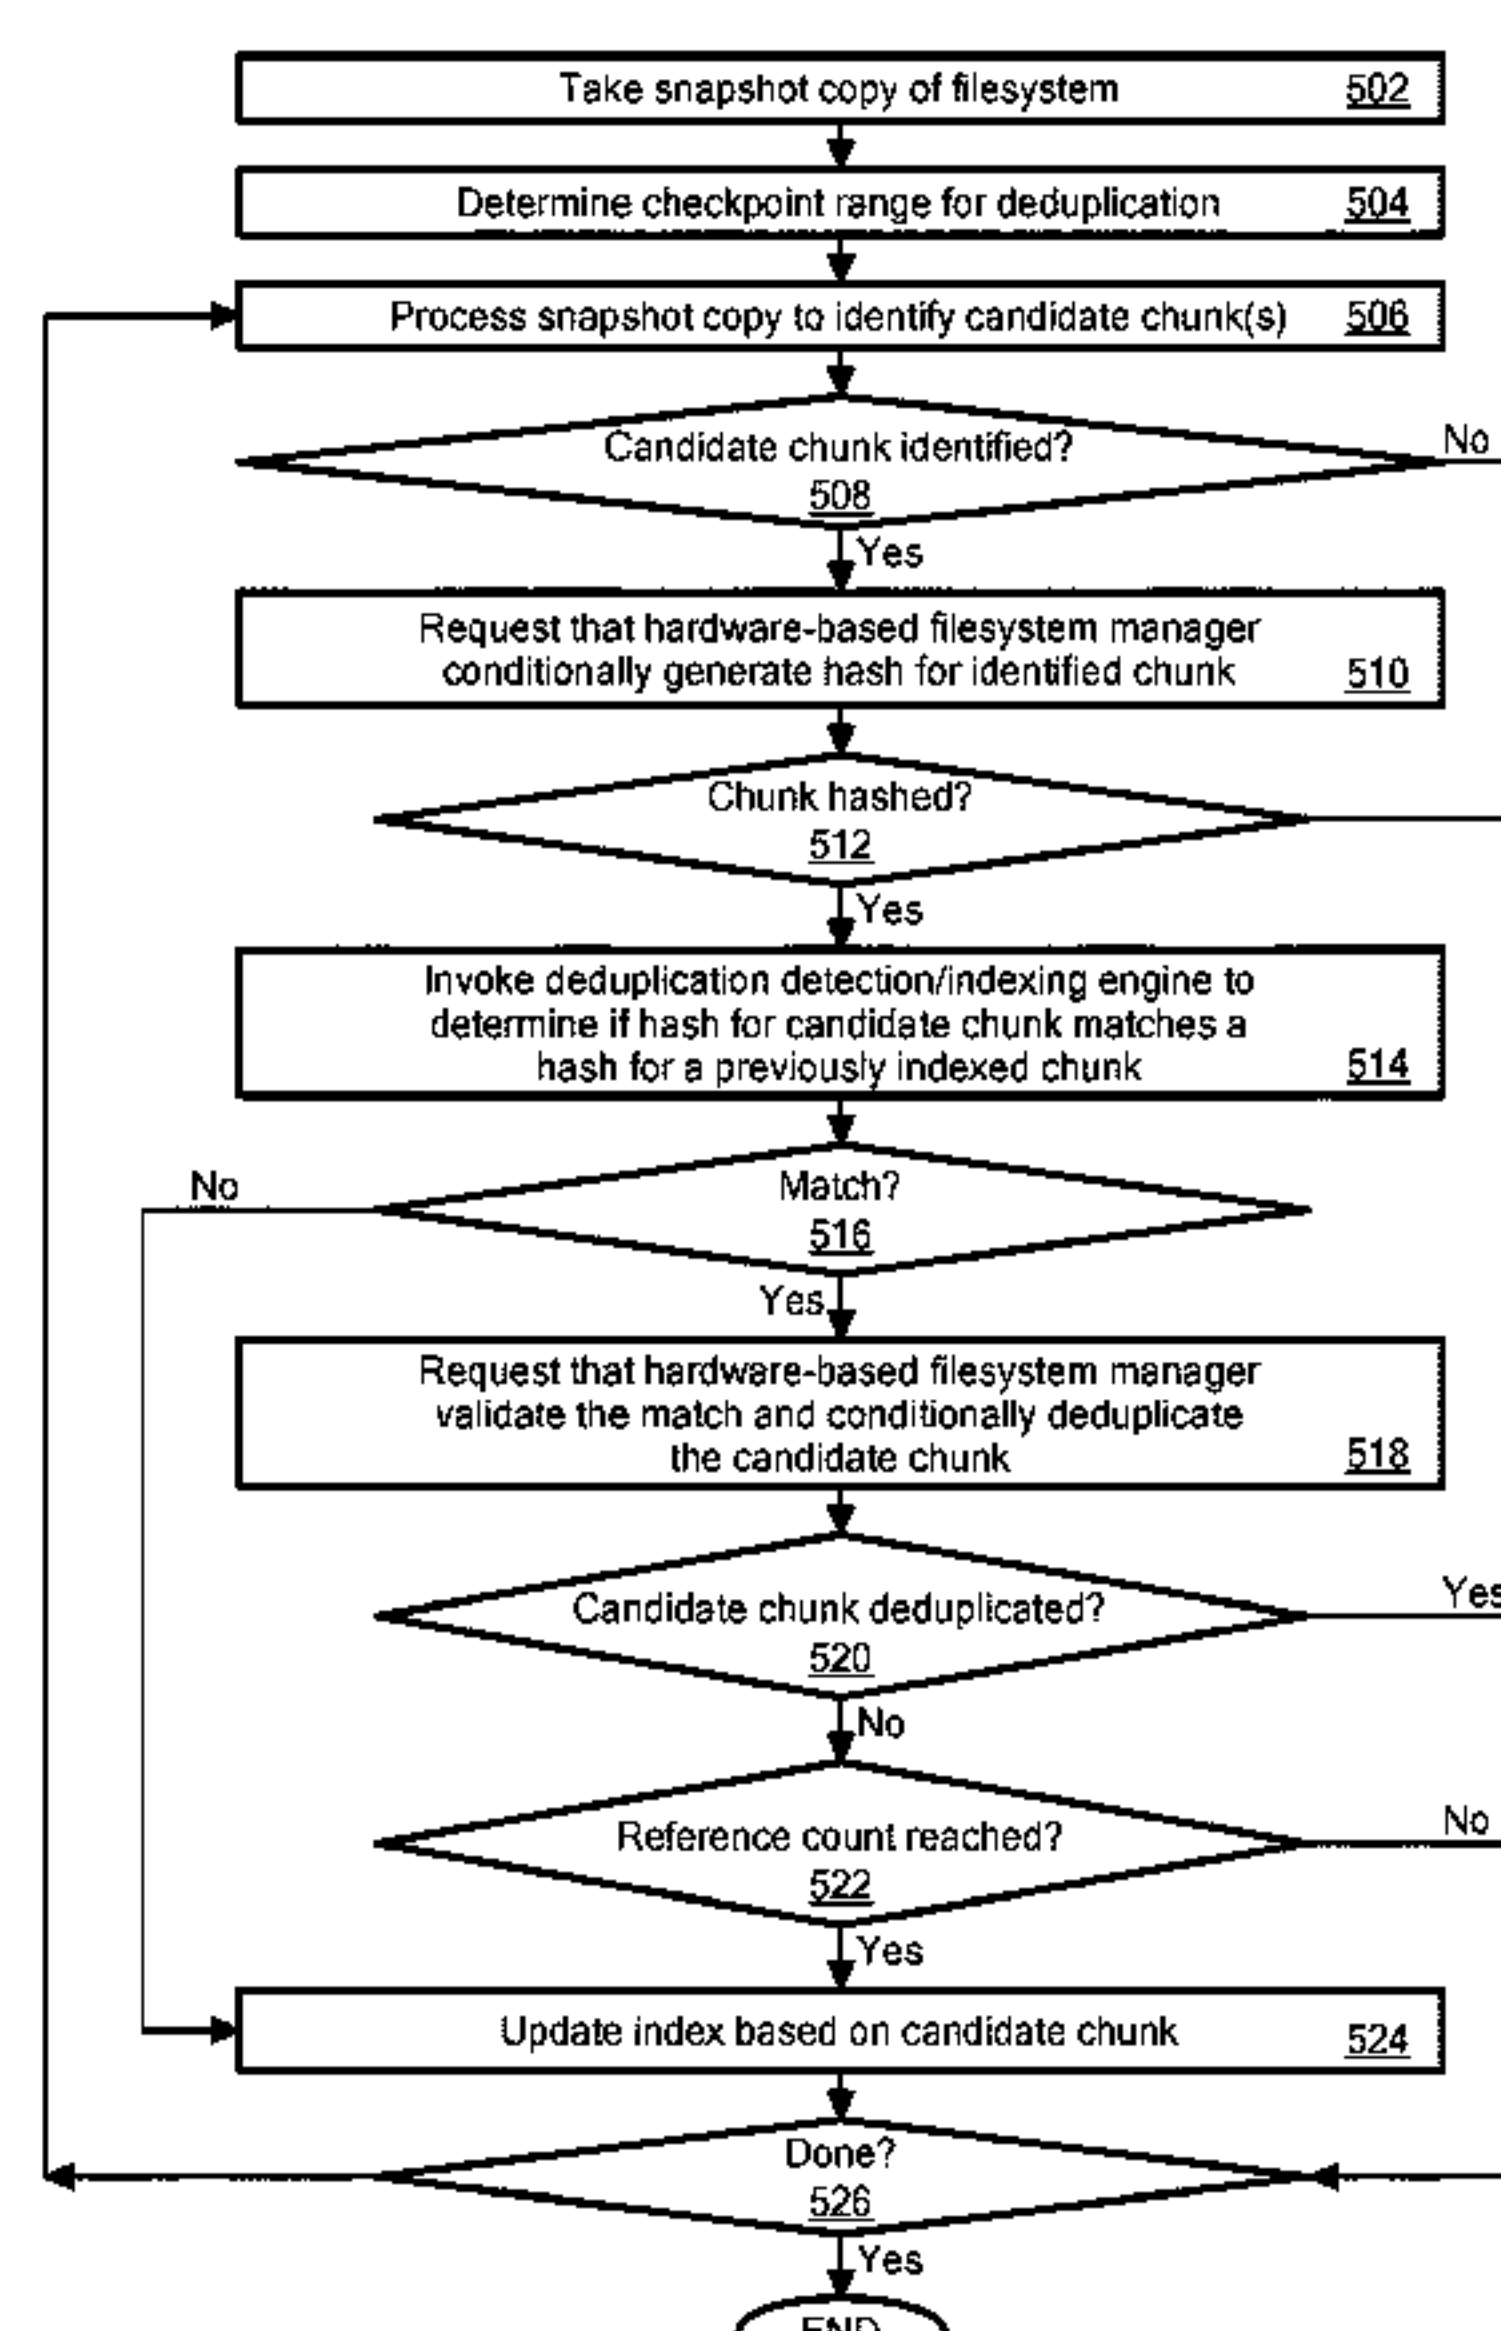 Take snapshot copy of filesystem 502
Determine checkpoint range for deduplication 504
Process snapshot copy to identify candidate chunk(s) 506
Candidate chunk identified?
No
508
Yes
Request that hardware-based filesystem manager
conditionally generate hash for identified chunk 510
Chunk hashed?
512
Yes
Invoke deduplication detection/indexing engine to
determine if hash for candidate chunk matches a
hash for a previously indexed chunk 514
No
Match?
516
Yes
Request that hardware-based filesystem manager
validate the match and conditionally deduplicate
the candidate chunk 518
Candidate chunk deduplicated?
Yes
520
No
Reference count reached?
No
522
Yes
Update index based on candidate chunk 524
Done?
526
Yes
END